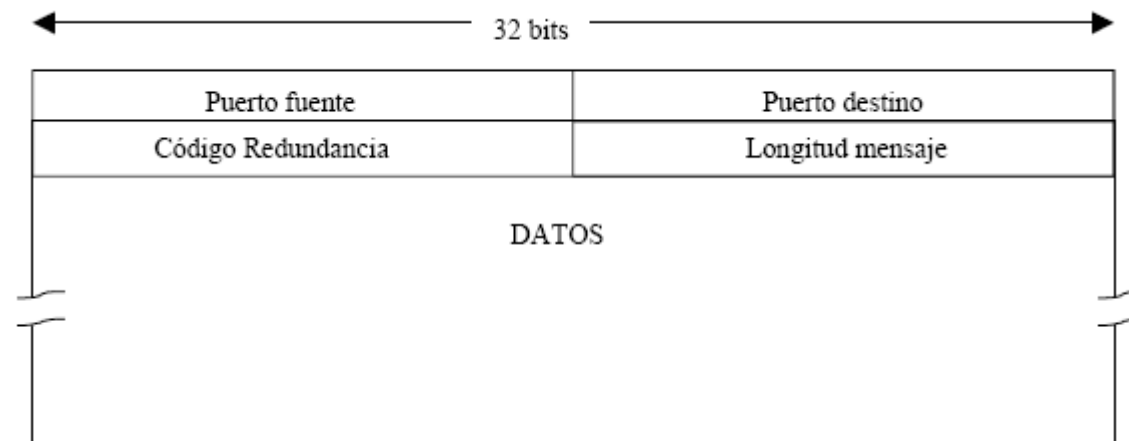 32 bits
Puerto fuente Puerto destino
Código Redundancia Longitud mensaje
DATOS